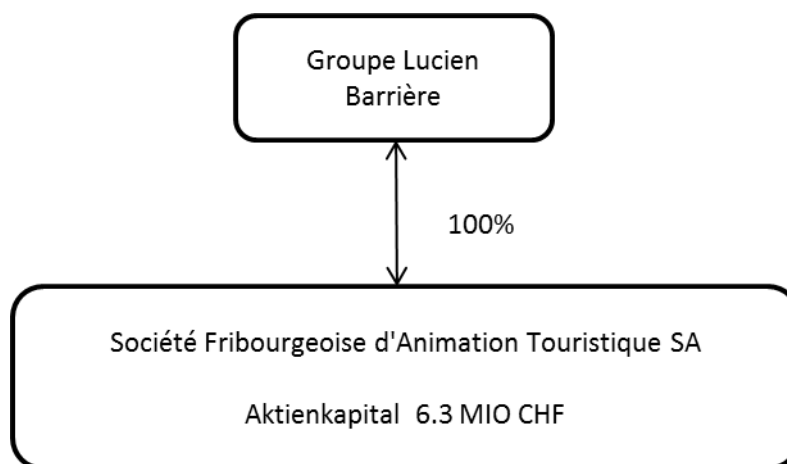 Groupe Lucien
Barrière
100%
Société Fribourgeoise d'Animation Touristique SA
Aktienkapital 6.3 MIO CHF